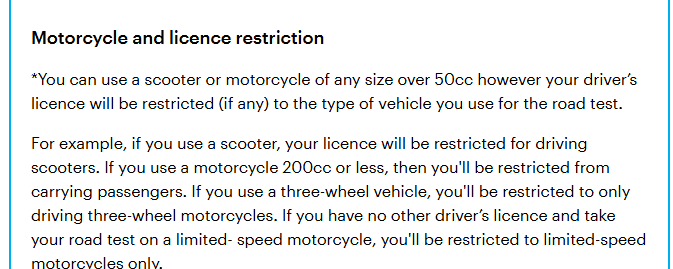 Motorcycle and licence restriction
*You can use a scooter or motorcycle of any size over 50cc however your driver’s
licence will be restricted (if any) to the type of vehicle you use for the road test.
For example, if you use a scooter, your licence will be restricted for driving
scooters. If you use a motorcycle 200cc or less, then you'll be restricted from
carrying passengers. If you use a three-wheel vehicle, you'll be restricted to only
driving three-wheel motorcycles. If you have no other driver’s licence and take
your road test on a limited- speed motorcycle, you'll be restricted to limited-speed
motorcycles only.